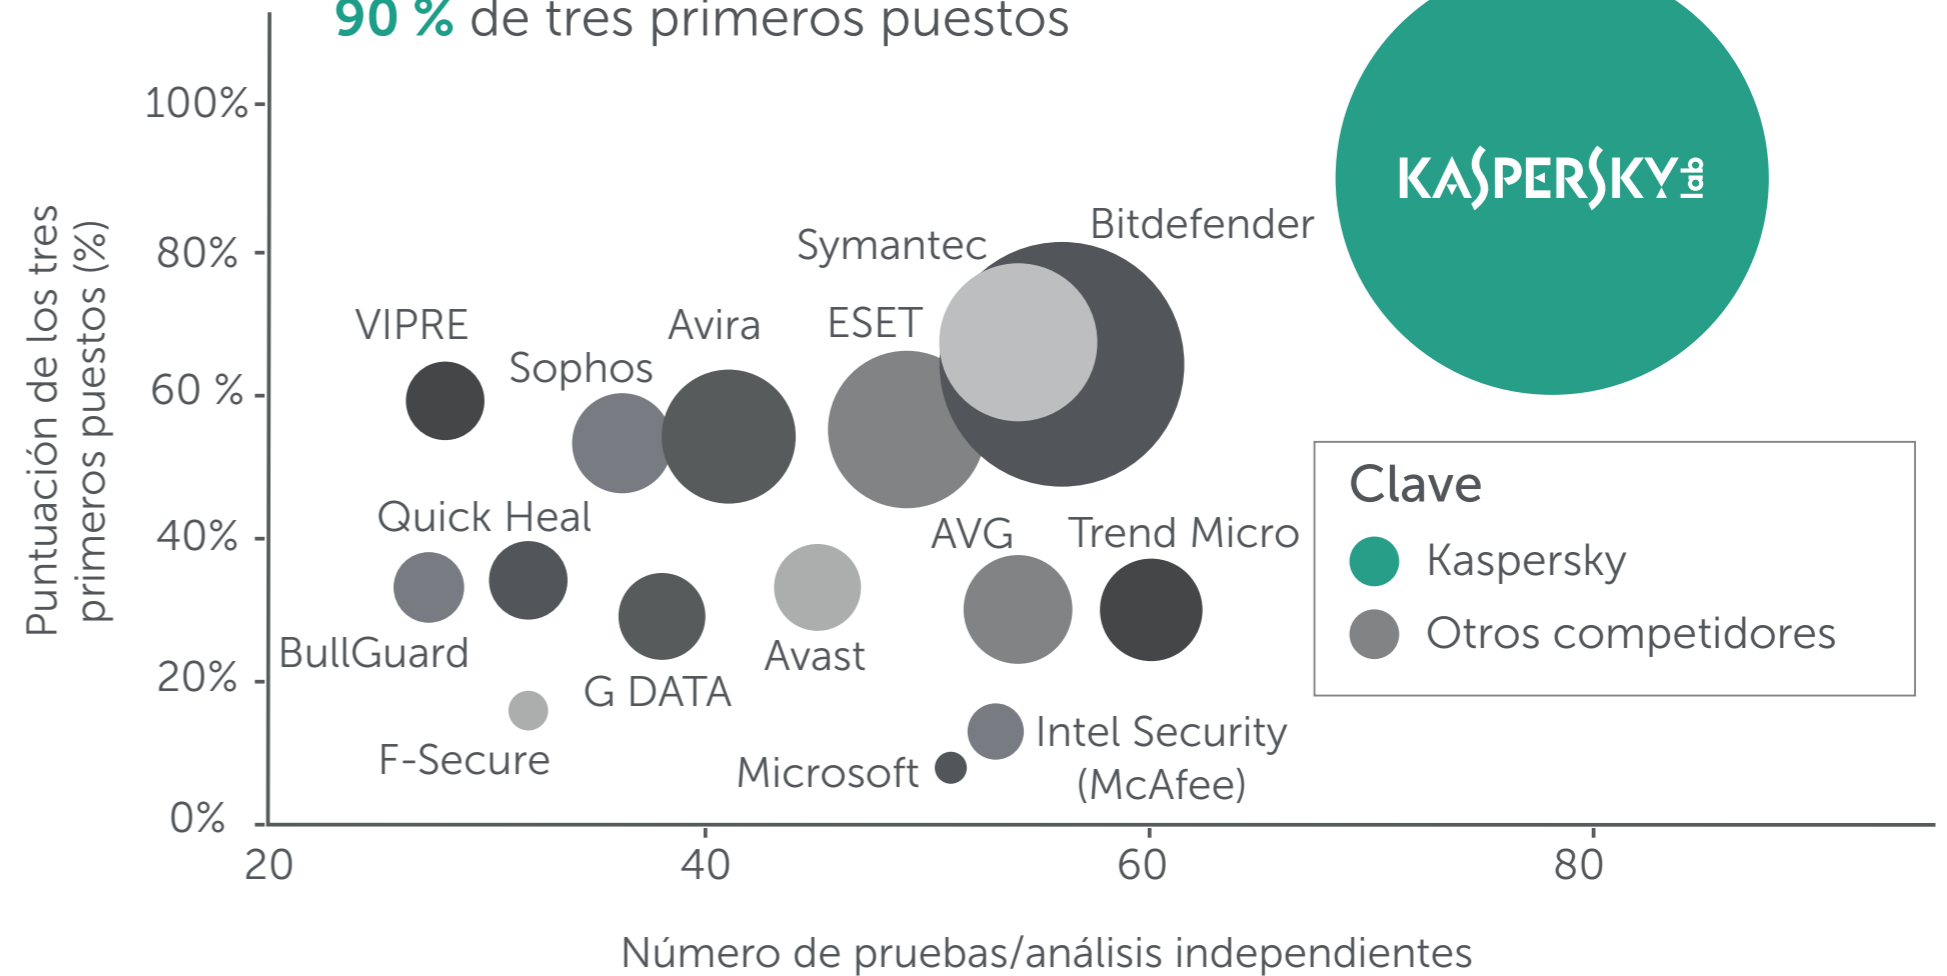 90 % de tres primeros puestos
100%
80%
60 %
40%
20%
0%
Puntuación de los tres
primeros puestos (%)
KASPERSKY lab
Bitdefender
Symantec
VIPRE
Avira
ESET
Sophos
Quick Heal
AVG
Trend Micro
BullGuard
Avast
G DATA
F-Secure
Microsoft
Intel Security
(McAfee)
Clave
Kaspersky
Otros competidores
20
40
60
80
Número de pruebas/análisis independientes